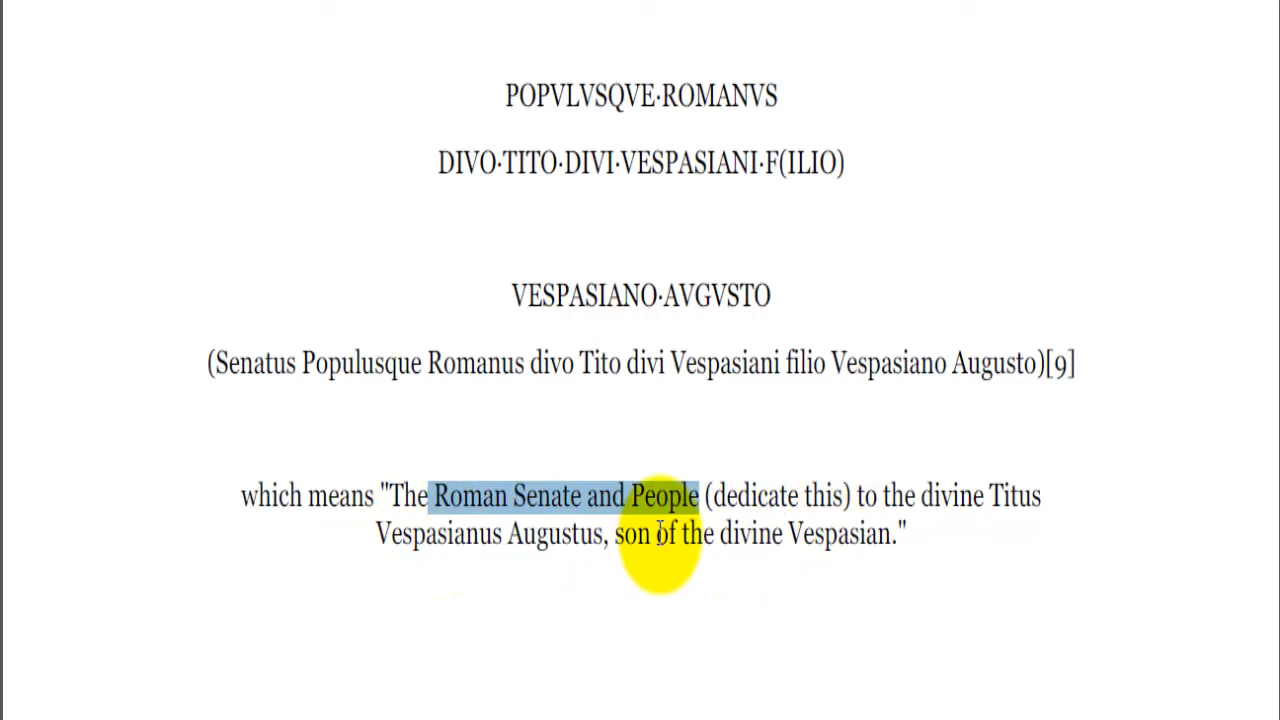 POPVLVSQVE·ROMANVS
DIVO·TITO·DIVI·VESPASIANI·F(ILIO)
VESPASIANO·AVGVSTO
(Senatus Populusque Romanus divo Tito divi Vespasiani filio Vespasiano Augusto)[9]
which means "The Roman Senate and People (dedicate this) to the divine Titus
Vespasianus Augustus, son of the divine Vespasian."